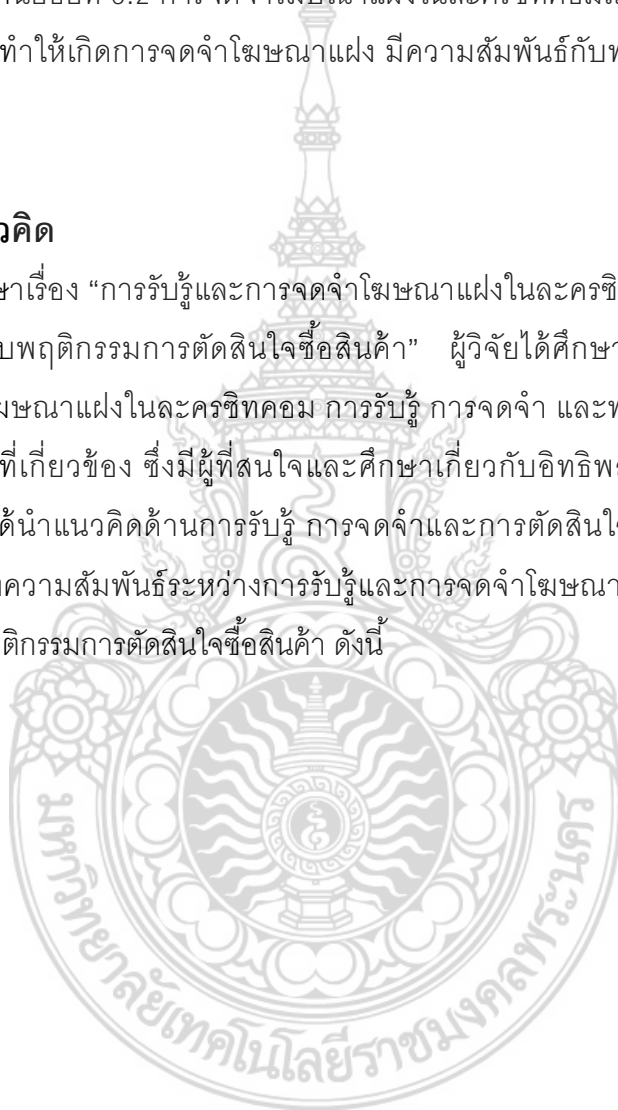 ทำให้เกิดการจดจำโฆษณาแฝง มีความสัมพันธ์กับ
วคิด
ษาเรื่อง “การรับรู้และการจดจำโฆษณาแฝงในละครซิ
บพฤติกรรมการตัดสินใจซื้อสินค้า” ผู้วิจัยได้ศึกษา
ฆษณาแฝงในละครซิทคอม การรับรู้ การจดจำ และ
ที่เกี่ยวข้อง ซึ่งมีผู้ที่สนใจและศึกษาเกี่ยวกับอิทธิพ
ด้นำแนวคิดด้านการรับรู้ การจดจำและการตัดสินใ
ความสัมพันธ์ระหว่างการรับรู้และการจดจำโฆษณา
ติกรรมการตัดสินใจซื้อสินค้า ดังนี้
มหาวิทยาลัยเทคโนโลยีราชมงคลพระนคร